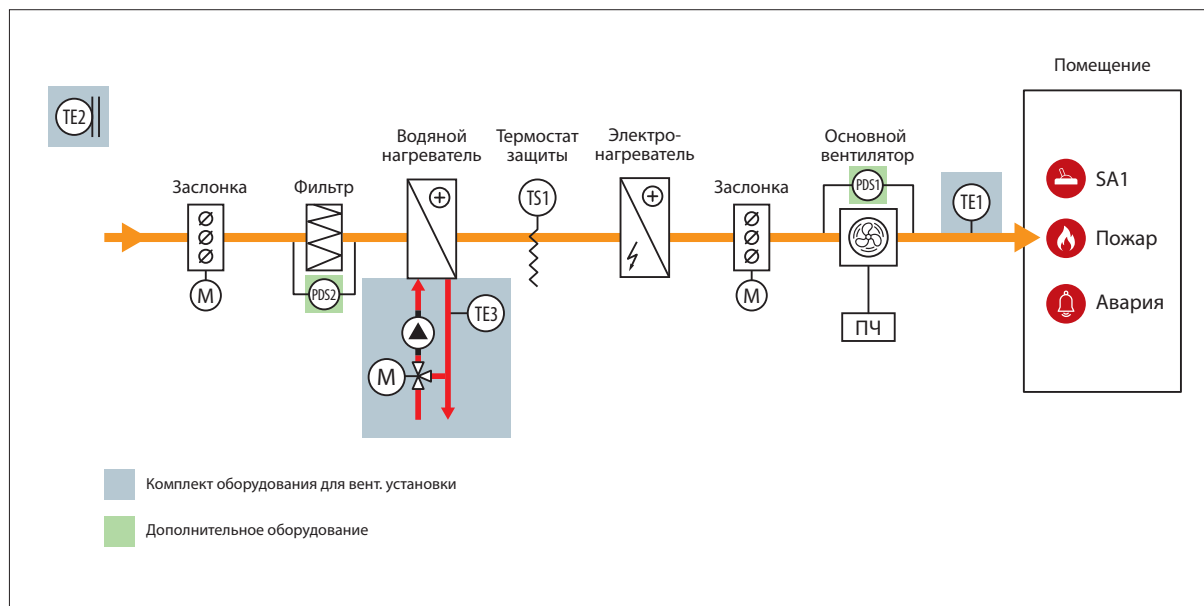 Помещение
TE2
Водяной
нагреватель
Термостат
защиты
Электро-
нагреватель
Основной
вентилятор
Заслонка
Фильтр
Заслонка
PDS1
TS1
TE1
SA1
Пожар
Авария
M
PDS2
TE3
M
M
ПЧ
Комплект оборудования для вент. установки
Дополнительное оборудование